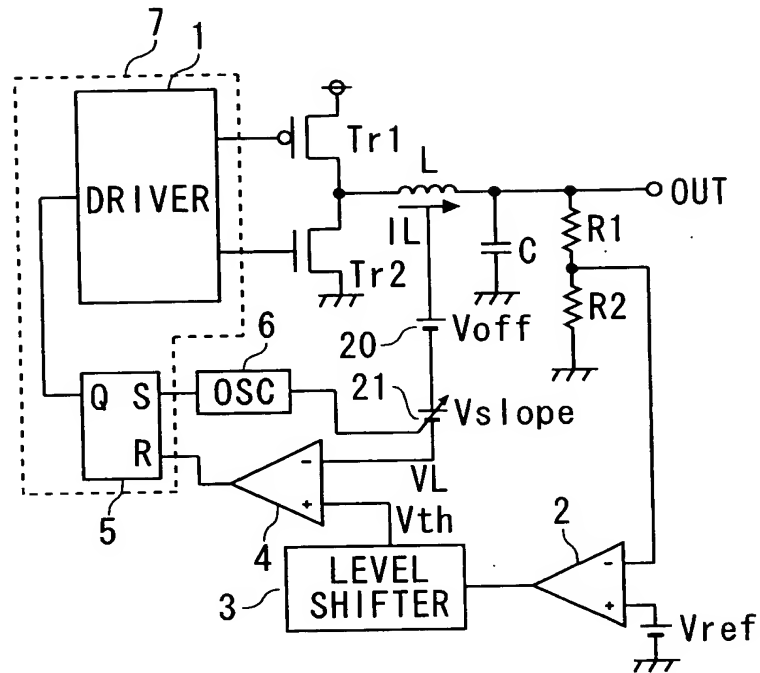 7
1
DRIVER
Tr1
Tr2
L
IL
OUT
C
R1
R2
20
Voff
6
OSC
21
Vslope
Q
S
R
5
-
+
4
VL
Vth
3
LEVEL
SHIFTER
2
-
+
Vref